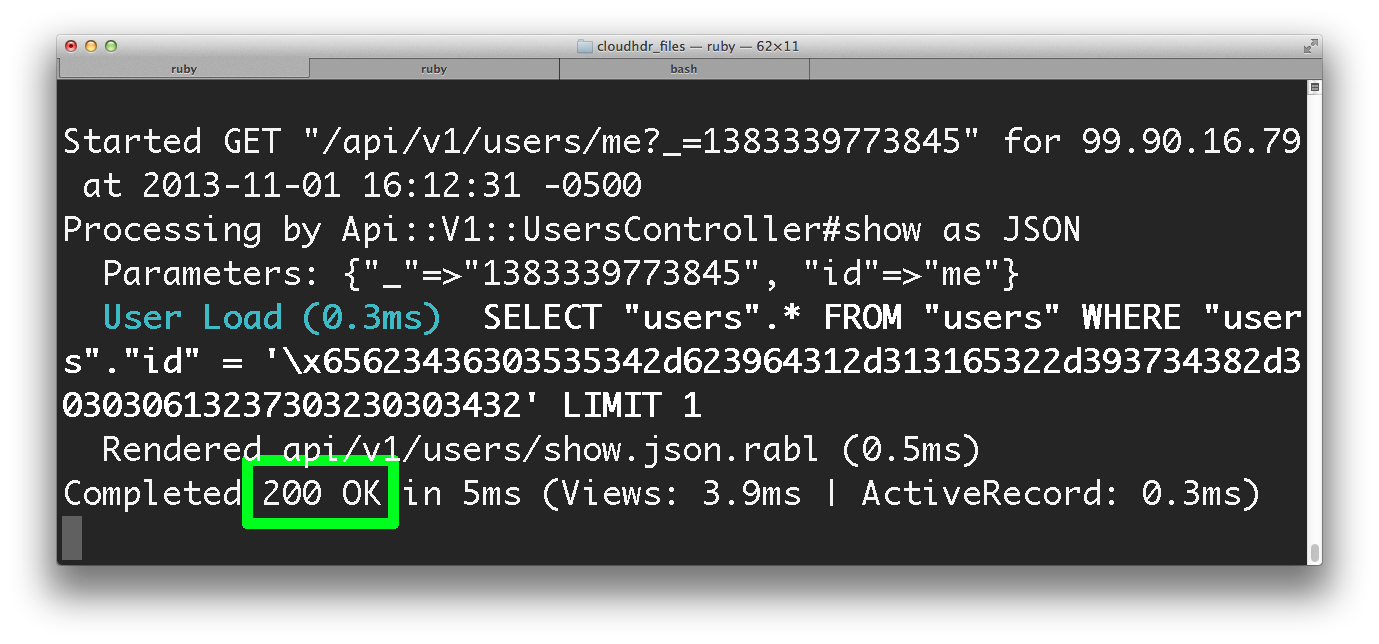 cloudhdr_files — ruby — 62×11
ruby ruby bash
Started GET "/api/v1/users/me?_=1383339773845" for 99.90.16.79
 at 2013-11-01 16:12:31 -0500
Processing by Api::V1::UsersController#show as JSON
  Parameters: {"_"=>"1383339773845", "id"=>"me"}
  User Load (0.3ms)  SELECT "users".* FROM "users" WHERE "user
s"."id" = '\x65623436303535342d623964312d313165322d393734382d3
03030613237303230303432' LIMIT 1
  Rendered api/v1/users/show.json.rabl (0.5ms)
Completed 200 OK in 5ms (Views: 3.9ms | ActiveRecord: 0.3ms)